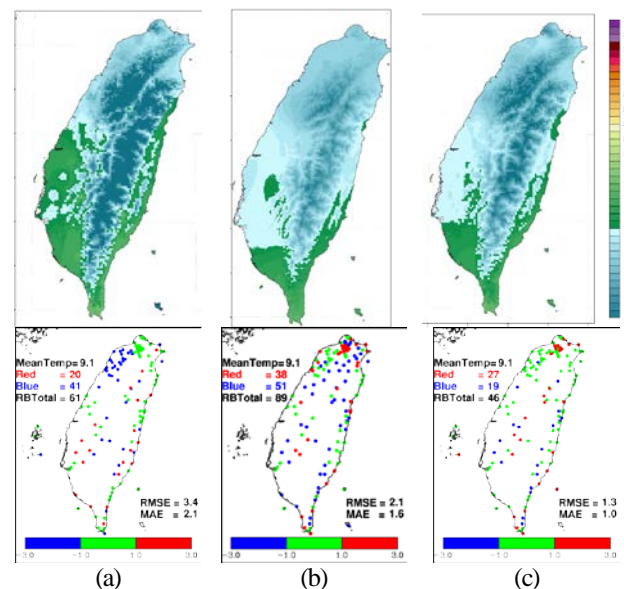 MeanTemp= 9.1
Red = 20
Blue = 41
RBTotal = 61
RMSE = 3.4
MAE = 2.1
−3.0 −1.0 1.0 3.0
MeanTemp= 9.1
Red = 38
Blue = 51
RBTotal = 89
RMSE = 2.1
MAE = 1.6
−3.0 −1.0 1.0 3.0
MeanTemp= 9.1
Red = 27
Blue = 19
RBTotal = 46
RMSE = 1.3
MAE = 1.0
−3.0 −1.0 1.0 3.0
(a) (b) (c)